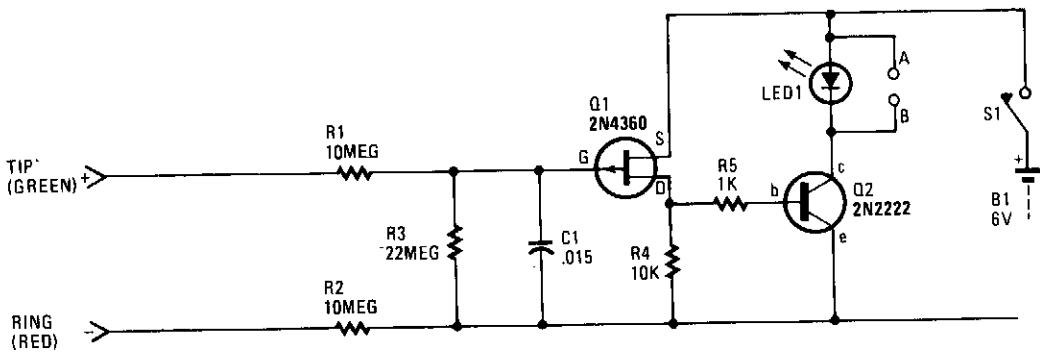 TIP
(GREEN)
+
R1
10MEG
R3
22MEG
C1
.015
R2
10MEG
RING
(RED)
-
Q1
2N4360
G
S
D
R4
10K
R5
1K
b
c
e
Q2
2N2222
LED1
A
B
S1
+
B1
6V